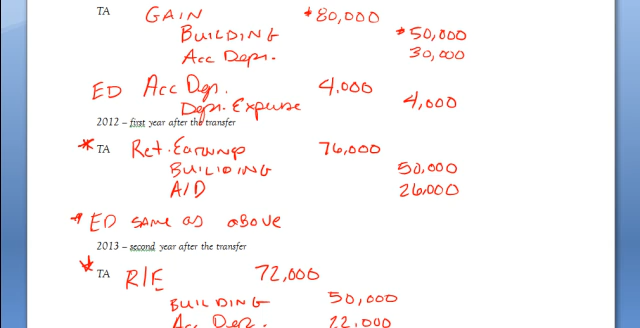 TA GAIN *80,000
BUILDING *50,000
Acc Depr. 30,000
ED Acc Dep. 4,000
Depr. Expense 4,000
2012 – first year after the transfer
* TA Ret. Earnings 76,000
BUILDING 50,000
A/D 26,000
* ED SAME AS ABOVE
2013 – second year after the transfer
* TA R/E 72,000
BUILDING 50,000
Acc Dep. 22,000